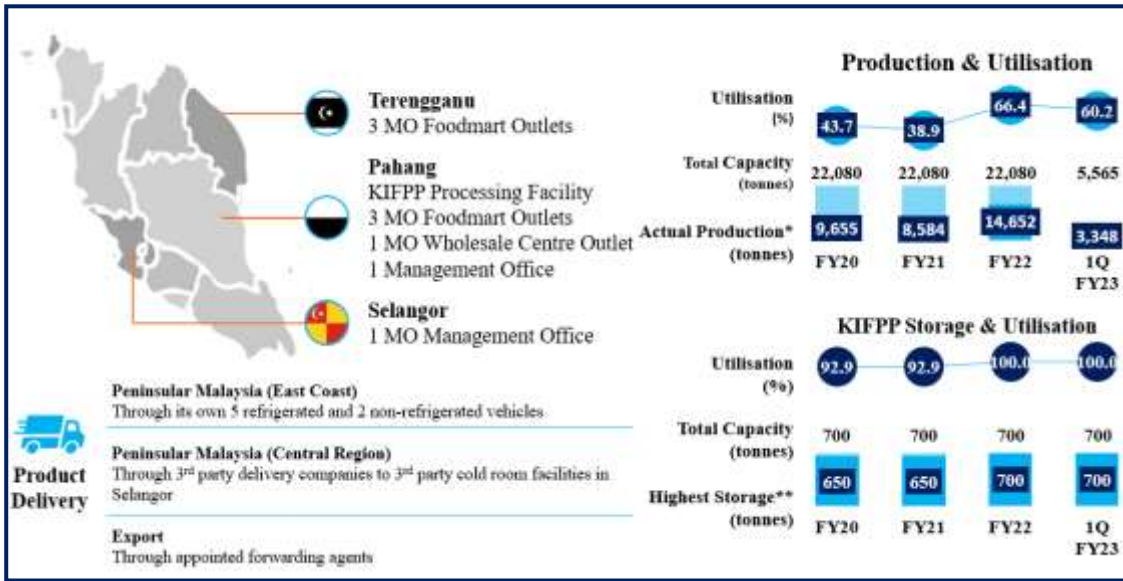 Terengganu
3 MO Foodmart Outlets
Pahang
KIFPP Processing Facility
3 MO Foodmart Outlets
1 MO Wholesale Centre Outlet
1 Management Office
Selangor
1 MO Management Office
Product
Delivery
Peninsular Malaysia (East Coast)
Through its own 5 refrigerated and 2 non-refrigerated vehicles
Peninsular Malaysia (Central Region)
Through 3rd party delivery companies to 3rd party cold room facilities in
Selangor
Export
Through appointed forwarding agents
Production & Utilisation
Utilisation
(%)
43.7 38.9 66.4 60.2
Total Capacity
(tonnes)
22,080 22,080 22,080 5,565
Actual Production*
(tonnes)
9,655 8,584 14,652 3,348
FY20 FY21 FY22 1Q
FY23
KIFPP Storage & Utilisation
Utilisation
(%)
92.9 92.9 100.0 100.0
Total Capacity
(tonnes)
700 700 700 700
Highest Storage**
(tonnes)
650 650 700 700
FY20 FY21 FY22 1Q
FY23